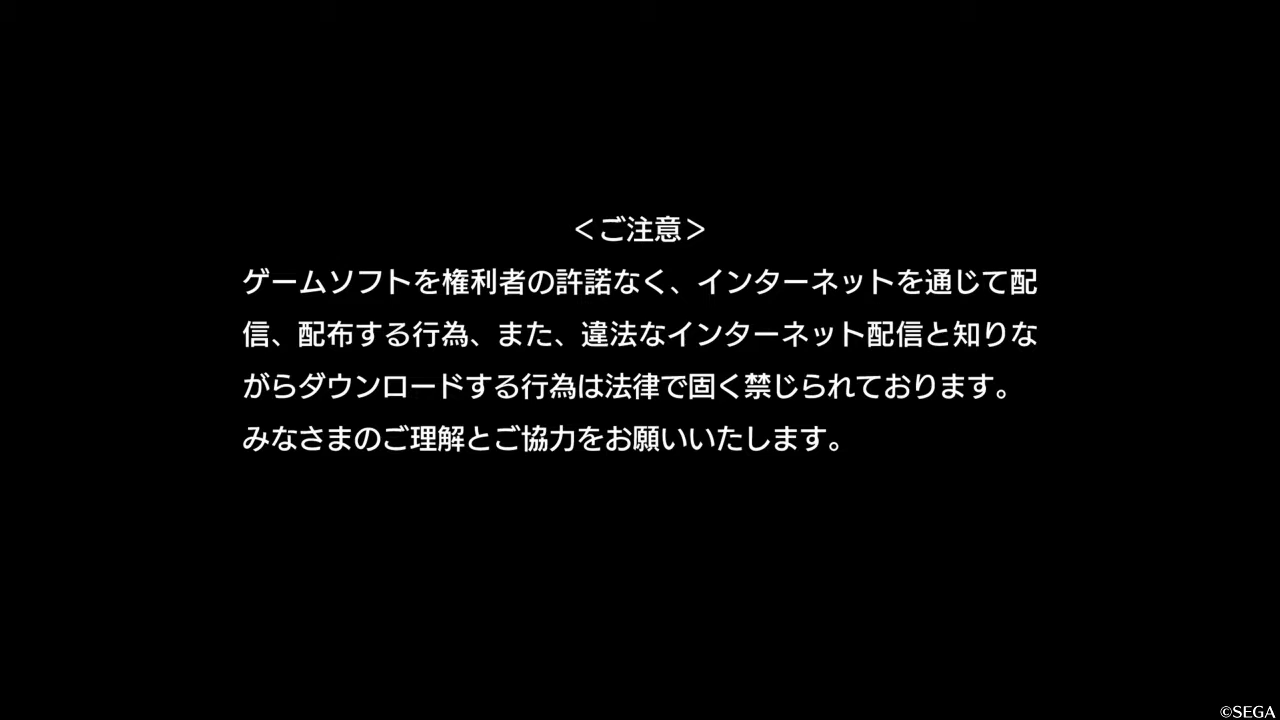 ＜ご注意＞
ゲームソフトを権利者の許諾なく、インターネットを通じて配
信、配布する行為、また、違法なインターネット配信と知りな
がらダウンロードする行為は法律で固く禁じられております。
みなさまのご理解とご協力をお願いいたします。
©SEGA